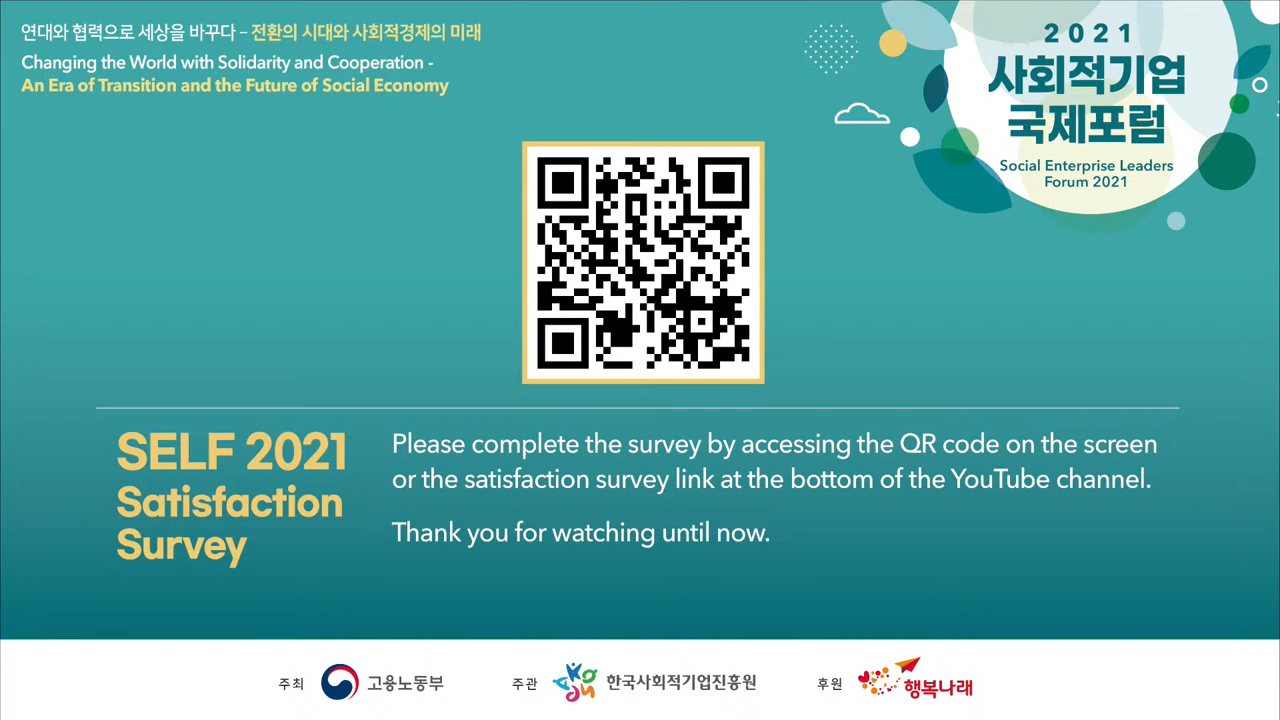 연대와 협력으로 세상을 바꾸다 – 전환의 시대와 사회적경제의 미래
Changing the World with Solidarity and Cooperation -
An Era of Transition and the Future of Social Economy
2021
사회적기업
국제포럼
Social Enterprise Leaders
Forum 2021
SELF 2021
Satisfaction
Survey
Please complete the survey by accessing the QR code on the screen
or the satisfaction survey link at the bottom of the YouTube channel.
Thank you for watching until now.
주최 고용노동부 주관 한국사회적기업진흥원 후원 행복나래